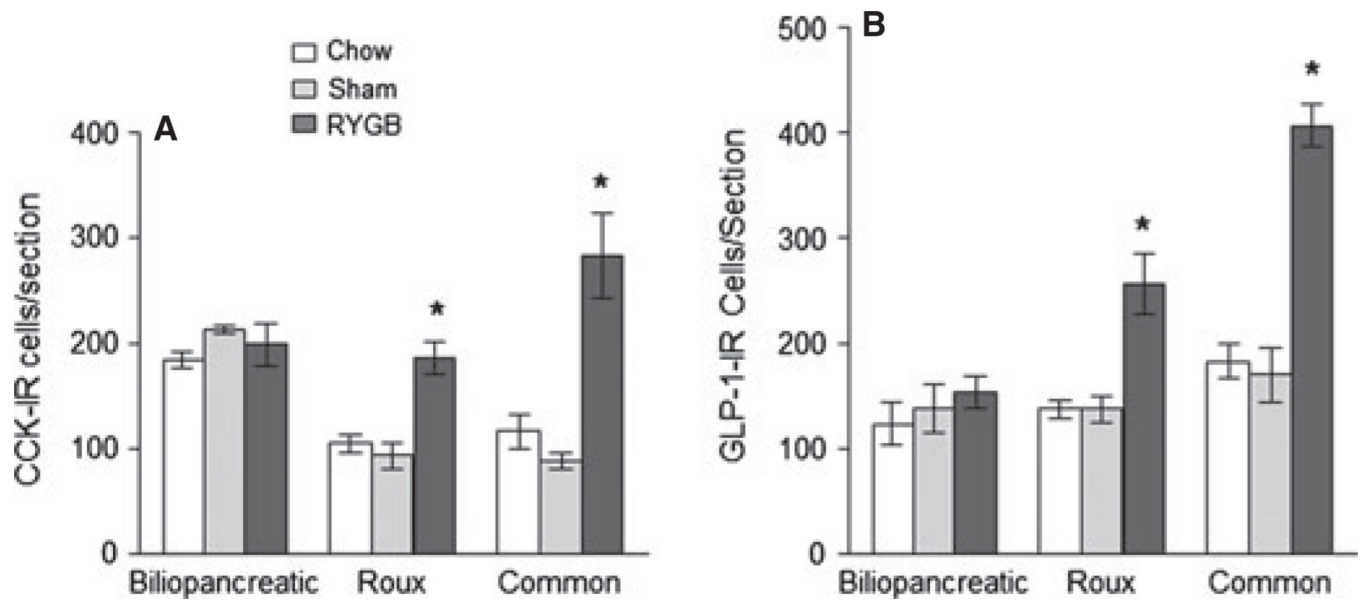 Chow
Sham
RYGB
A
CCK-IR cells/section
400
300
200
100
0
*
*
Biliopancreatic Roux Common
B
GLP-1-IR Cells/Section
500
400
300
200
100
0
*
*
Biliopancreatic Roux Common